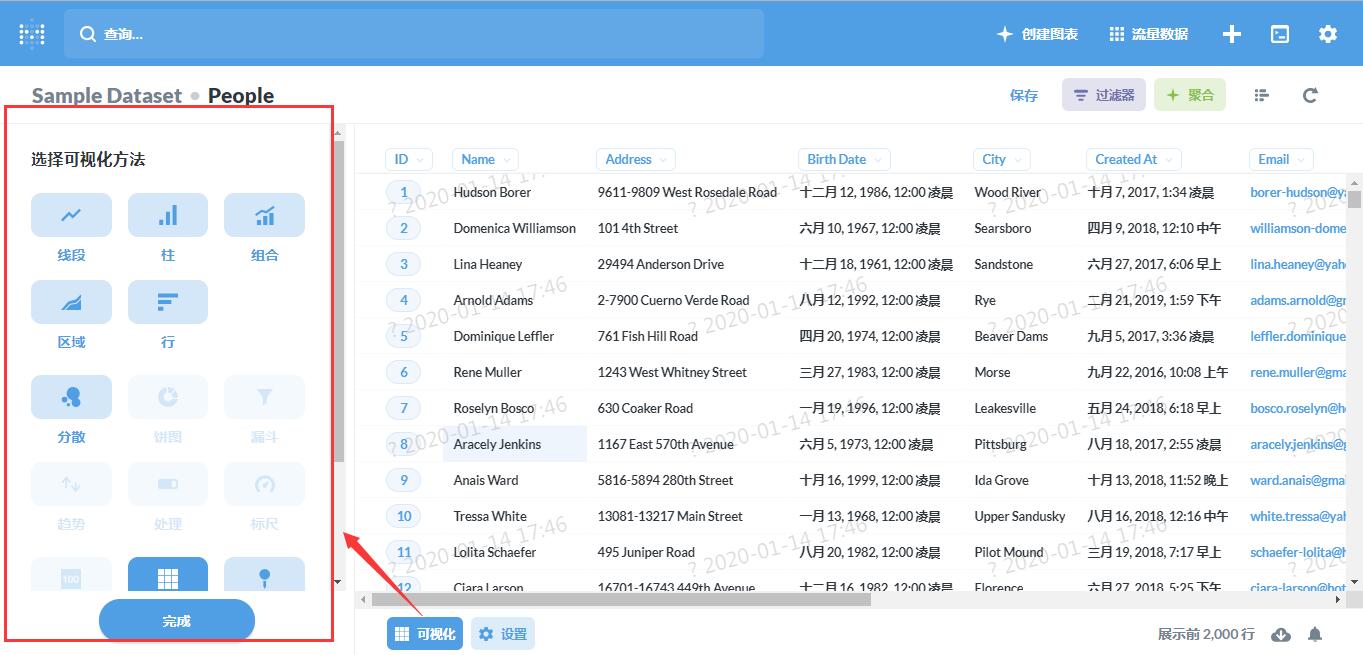 查询...
创建图表
流量数据
Sample Dataset • People
保存
过滤器
聚合
选择可视化方法
线段 柱 组合
区域 行
分散 饼图 漏斗
趋势 处理 标尺
100
完成
ID Name Address Birth Date City Created At Email
1 Hudson Borer 9611-9809 West Rosedale Road 十二月 12, 1986, 12:00 凌晨 Wood River 十月 7, 2017, 1:34 凌晨 borer-hudson@ya
2 Domenica Williamson 101 4th Street 六月 10, 1967, 12:00 凌晨 Searsboro 四月 9, 2018, 12:10 中午 williamson-dome
3 Lina Heaney 29494 Anderson Drive 十二月 18, 1961, 12:00 凌晨 Sandstone 六月 27, 2017, 6:06 早上 lina.heaney@yah
4 Arnold Adams 2-7900 Cuerno Verde Road 八月 12, 1992, 12:00 凌晨 Rye 二月 21, 2019, 1:59 下午 adams.arnold@gm
5 Dominique Leffler 761 Fish Hill Road 四月 20, 1974, 12:00 凌晨 Beaver Dams 九月 5, 2017, 3:36 凌晨 leffler.dominique
6 Rene Muller 1243 West Whitney Street 三月 27, 1983, 12:00 凌晨 Morse 九月 22, 2016, 10:08 上午 rene.muller@gma
7 Roselyn Bosco 630 Coaker Road 一月 19, 1996, 12:00 凌晨 Leakesville 五月 24, 2018, 6:18 早上 bosco.roselyn@h
8 Aracely Jenkins 1167 East 570th Avenue 六月 5, 1973, 12:00 凌晨 Pittsburg 八月 18, 2017, 2:55 凌晨 aracely.jenkins@g
9 Anais Ward 5816-5894 280th Street 十月 16, 1999, 12:00 凌晨 Ida Grove 十月 13, 2018, 11:52 晚上 ward.anais@gmai
10 Tressa White 13081-13217 Main Street 一月 13, 1968, 12:00 凌晨 Upper Sandusky 八月 16, 2018, 12:16 中午 white.tressa@yah
11 Lolita Schaefer 495 Juniper Road 八月 20, 1982, 12:00 凌晨 Pilot Mound 三月 19, 2018, 7:17 早上 schaefer-lolita@h
12 Ciara Larson 16701-16743 449th Avenue 十二月 16, 1982, 12:00 凌晨 Florence 六月 27, 2018, 5:25 下午 ciara-larson@hot
? 2020-01-14 17:46
可视化
设置
展示前 2,000 行